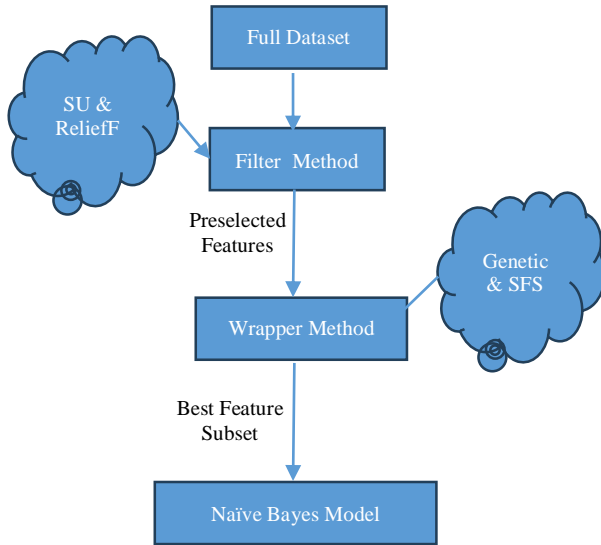 Full Dataset
SU &
ReliefF
Filter Method
Preselected
Features
Genetic
& SFS
Wrapper Method
Best Feature
Subset
Naïve Bayes Model